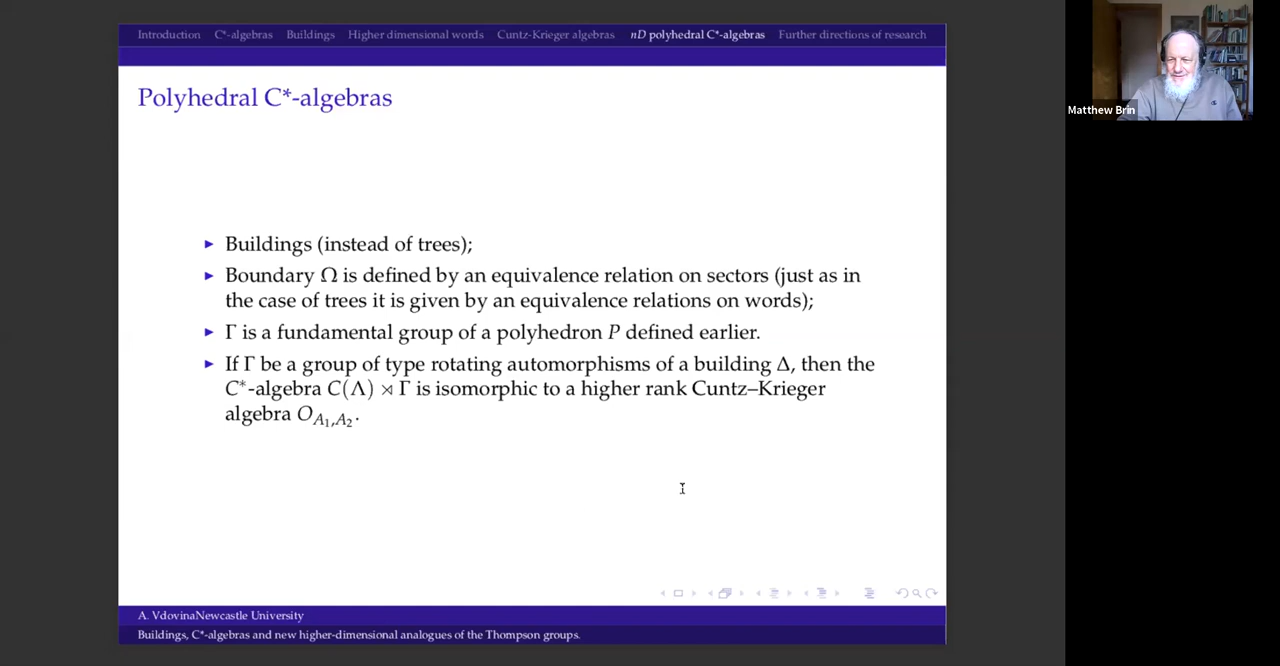 Introduction C*-algebras Buildings Higher dimensional words Cuntz-Krieger algebras nD polyhedral C*-algebras Further directions of research
Polyhedral C*-algebras
Buildings (instead of trees);
Boundary Ω is defined by an equivalence relation on sectors (just as in
the case of trees it is given by an equivalence relations on words);
Γ is a fundamental group of a polyhedron P defined earlier.
If Γ be a group of type rotating automorphisms of a building Δ, then the
C*-algebra C(Λ) ⋊ Γ is isomorphic to a higher rank Cuntz–Krieger
algebra O_{A₁,A₂}.
A. VdovinaNewcastle University
Buildings, C*-algebras and new higher-dimensional analogues of the Thompson groups.
Matthew Brin